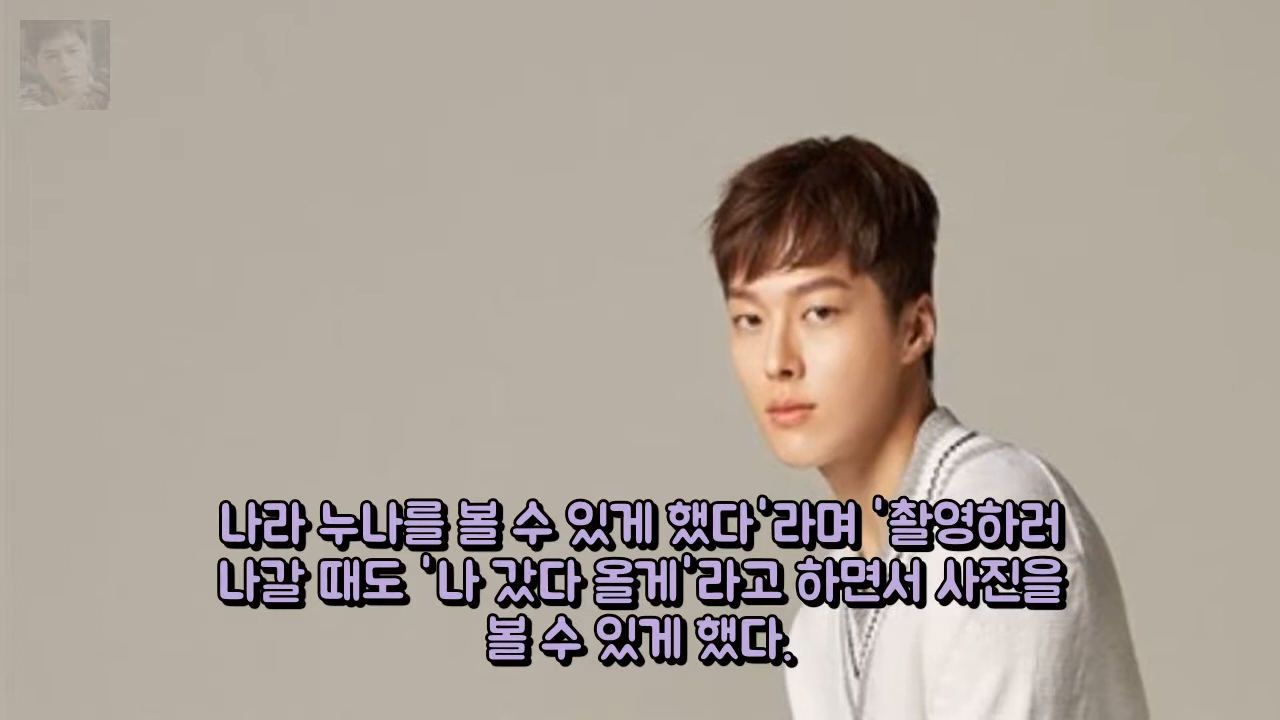 나라 누나를 볼 수 있게 했다'라며 '촬영하러
나갈 때도 '나 갔다 올게'라고 하면서 사진을
볼 수 있게 했다.